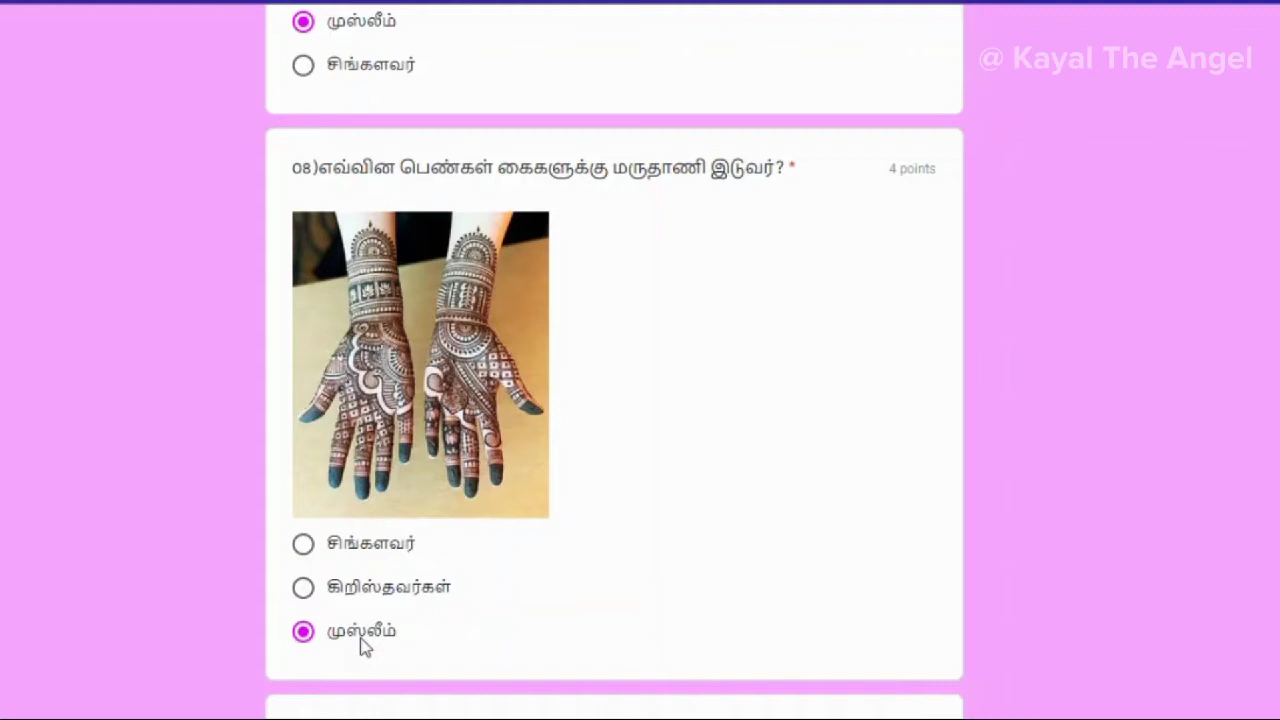 முஸ்லீம்
@ Kayal The Angel
சிங்களவர்
08)எவ்வின பெண்கள் கைகளுக்கு மருதாணி இடுவர்? *
4 points
சிங்களவர்
கிறிஸ்தவர்கள்
முஸ்லீம்